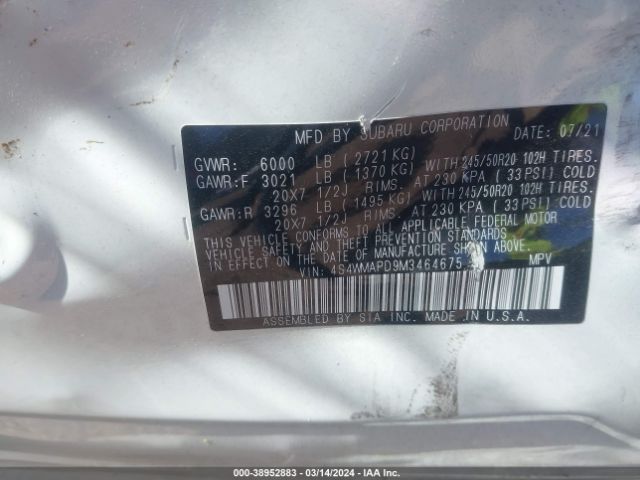 MFD BY SUBARU CORPORATION DATE: 07/21
GVWR: 6000 LB (2721 KG)
GAWR:F 3021 LB (1370 KG) WITH 245/50R20 102H TIRES.
20X7 1/2J RIMS. AT 230 KPA (33 PSI) COLD
GAWR:R 3296 LB (1495 KG) WITH 245/50R20 102H TIRES.
20X7 1/2J RIMS. AT 230 KPA (33 PSI) COLD
THIS VEHICLE CONFORMS TO ALL APPLICABLE FEDERAL MOTOR
VEHICLE SAFETY, BUMPER, AND THEFT PREVENTION STANDARDS
IN EFFECT ON THE DATE OF MANUFACTURE SHOWN ABOVE.
VIN: 4S4WMAPD9M3464675 MPV
ASSEMBLED BY SIA INC. MADE IN U.S.A.
000-38952883 - 03/14/2024 - IAA Inc.